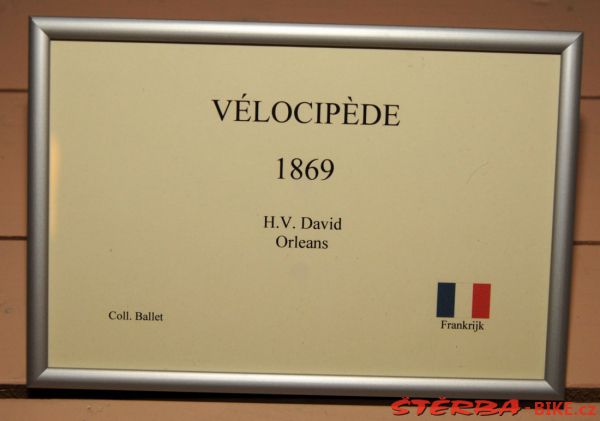 VÉLOCIPÈDE
1869
H.V. David
Orleans
Coll. Ballet
Frankrijk
ŠTĚRBA-BIKE.cz